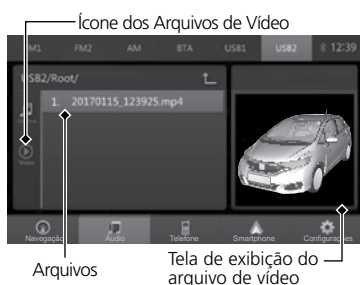 Ícone dos Arquivos de Vídeo
FM1 FM2 AM BTA USB1 USB2 12:39
USB2/Root/
1. 20170115_123925.mp4
Video
Navegação Áudio Telefone Smartphone Configurações
Arquivos
Tela de exibição do
arquivo de vídeo